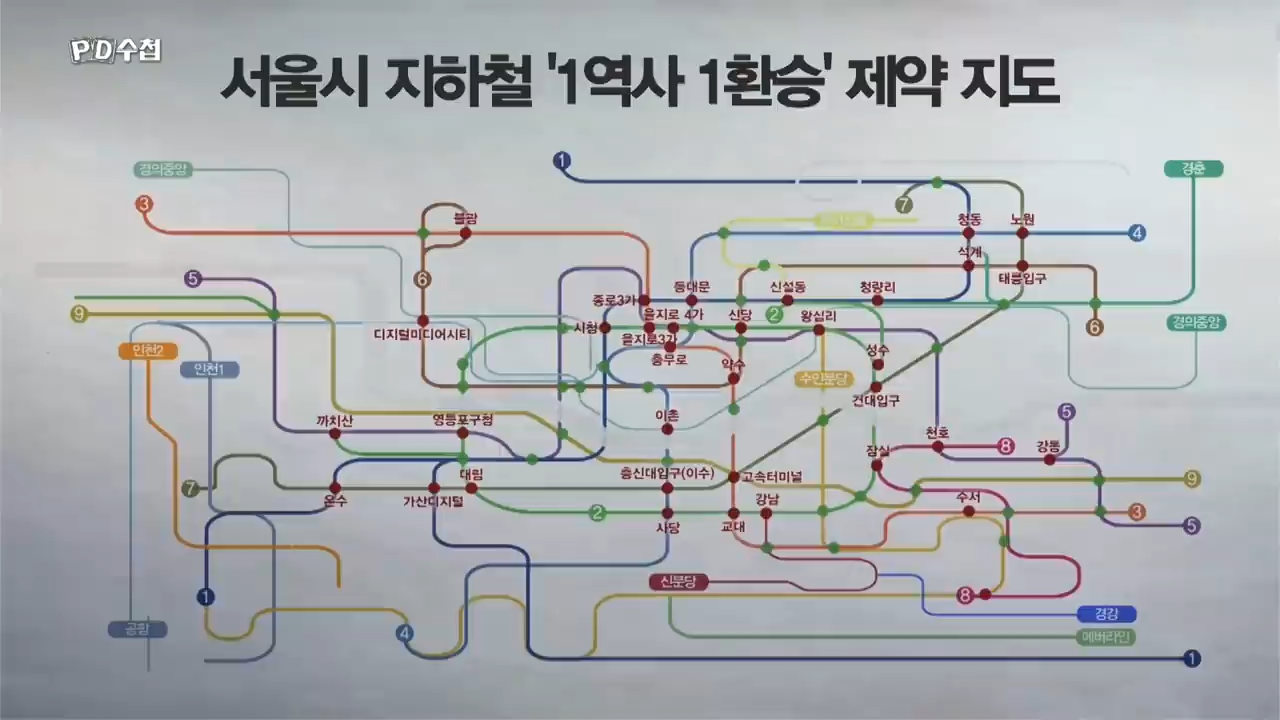 PD수첩
서울시 지하철 '1역사 1환승' 제약 지도
경의중앙
1
경춘
3
7
불광
창동
노원
4
석계
5
6
태릉입구
동대문
신설동
청량리
종로3가
9
을지로 4가
신당
2
왕십리
시청
6
경의중앙
디지털미디어시티
을지로3가
인천2
충무로
약수
성수
인천1
수인분당
건대입구
이촌
5
까치산
영등포구청
천호
8
강동
잠실
대림
총신대입구(이수)
고속터미널
9
7
온수
가산디지털
강남
수서
2
사당
교대
3
5
신분당
1
8
경강
공항
4
에버라인
1